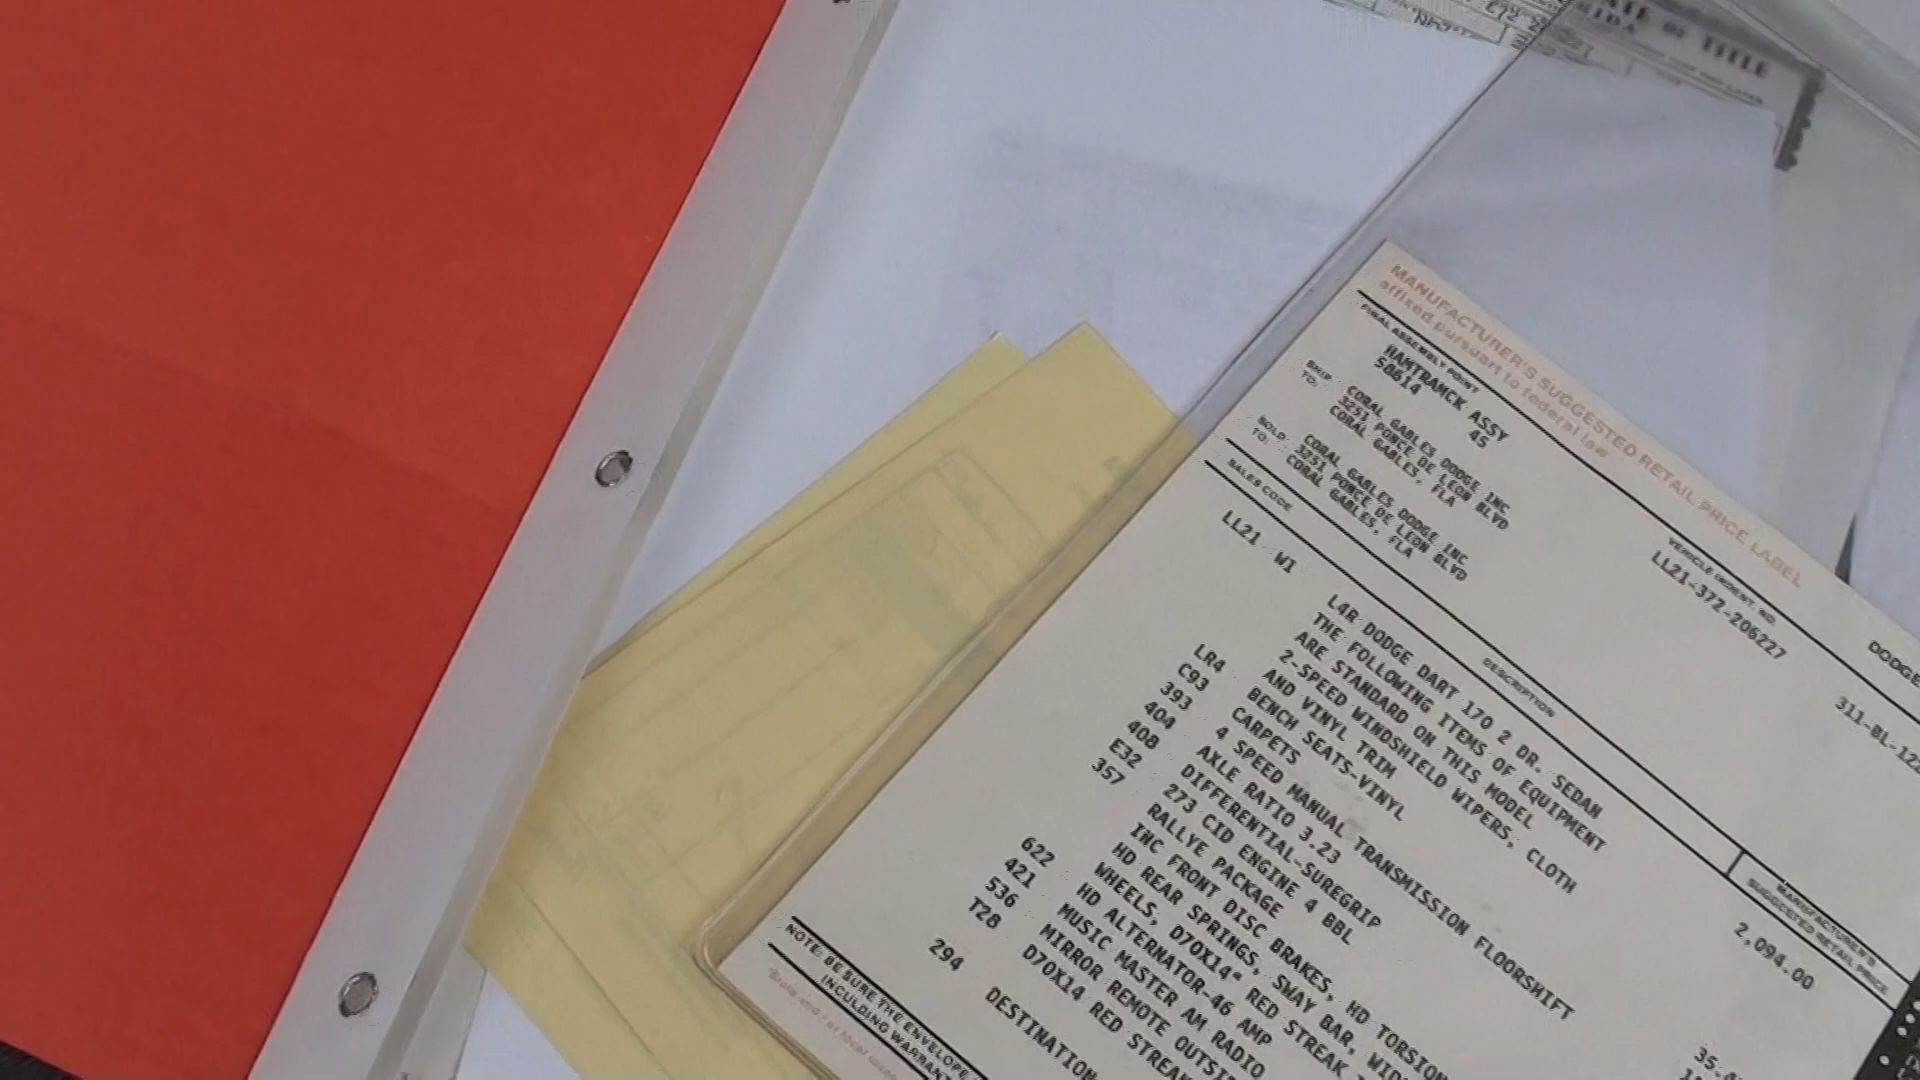 OF TITLE
MANUFACTURER'S SUGGESTED RETAIL PRICE LABEL
affixed pursuant to federal law
FINAL ASSEMBLY POINT
HAMTRAMCK ASSY
58614 45
VEHICLE IDENT. NO.
LL21-372-206227
DODGE
311-BL-122
SHIP TO:
CORAL GABLES DODGE INC
3251 PONCE DE LEON BLVD
CORAL GABLES, FLA
SOLD TO:
CORAL GABLES DODGE INC
3251 PONCE DE LEON BLVD
CORAL GABLES, FLA
SALES CODE
DESCRIPTION
MANUFACTURER'S
SUGGESTED RETAIL PRICE
LL21 W1
L4R DODGE DART 170 2 DR. SEDAN
2,094.00
THE FOLLOWING ITEMS OF EQUIPMENT
ARE STANDARD ON THIS MODEL
2-SPEED WINDSHIELD WIPERS, CLOTH
AND VINYL TRIM
LR4 BENCH SEATS-VINYL
C93 CARPETS
393 4 SPEED MANUAL TRANSMISSION FLOORSHIFT
404 AXLE RATIO 3.23
408 DIFFERENTIAL-SUREGRIP
E32 273 CID ENGINE 4 BBL
357 RALLYE PACKAGE
INC FRONT DISC BRAKES, HD TORSION
HD REAR SPRINGS, SWAY BAR,
WHEELS, D70X14" RED STREAK
622 HD ALTERNATOR-46 AMP
421 MUSIC MASTER AM RADIO
536 MIRROR REMOTE
T28 D70X14 RED STREAK
294 DESTINATION
NOTE: BE SURE THE ENVELOPE
INCULDING WARRANT